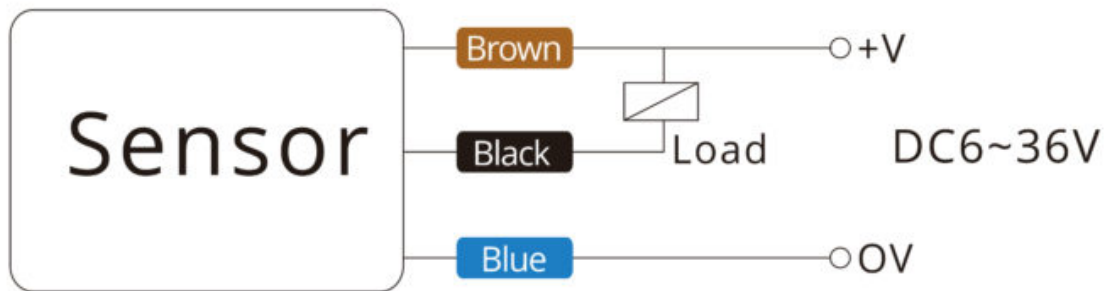 Brown
+V
Sensor
Black
Load
DC6~36V
Blue
OV